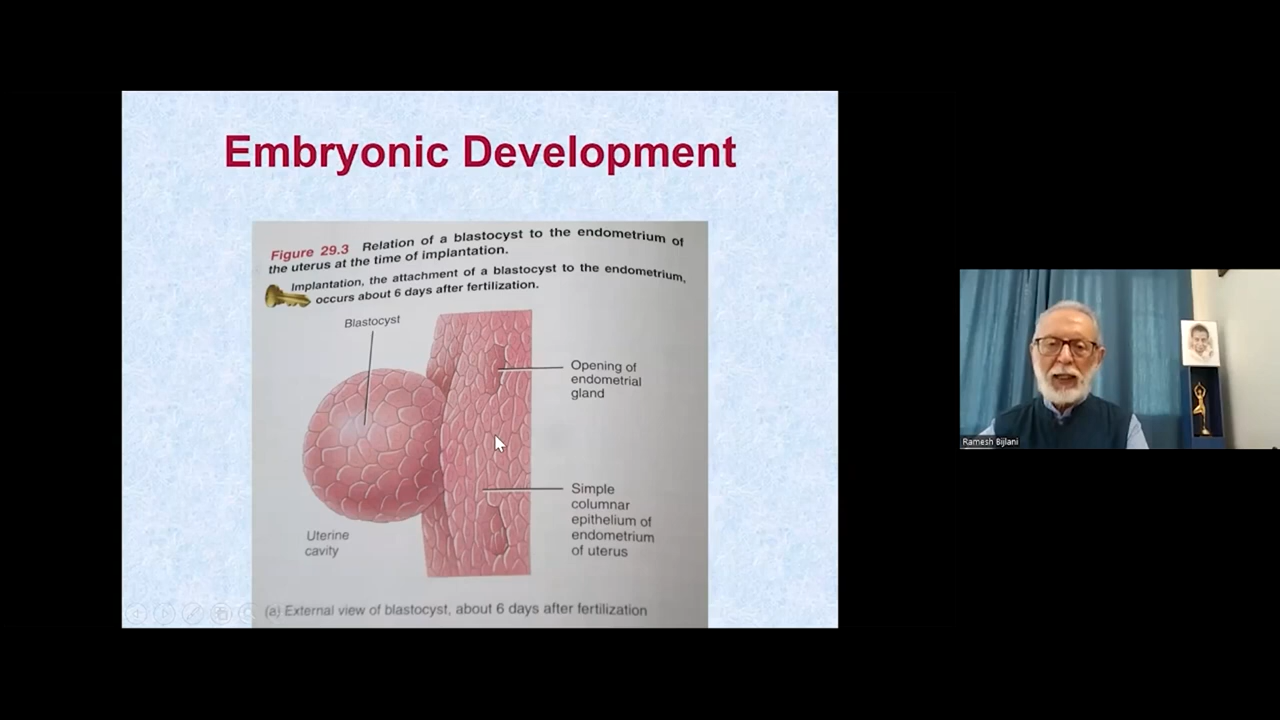 Embryonic Development
Figure 29.3 Relation of a blastocyst to the endometrium of
the uterus at the time of implantation.
Implantation, the attachment of a blastocyst to the endometrium,
occurs about 6 days after fertilization.
Blastocyst
Opening of
endometrial
gland
Simple
columnar
epithelium of
endometrium
of uterus
Uterine
cavity
(a) External view of blastocyst, about 6 days after fertilization
Ramesh Bijlani